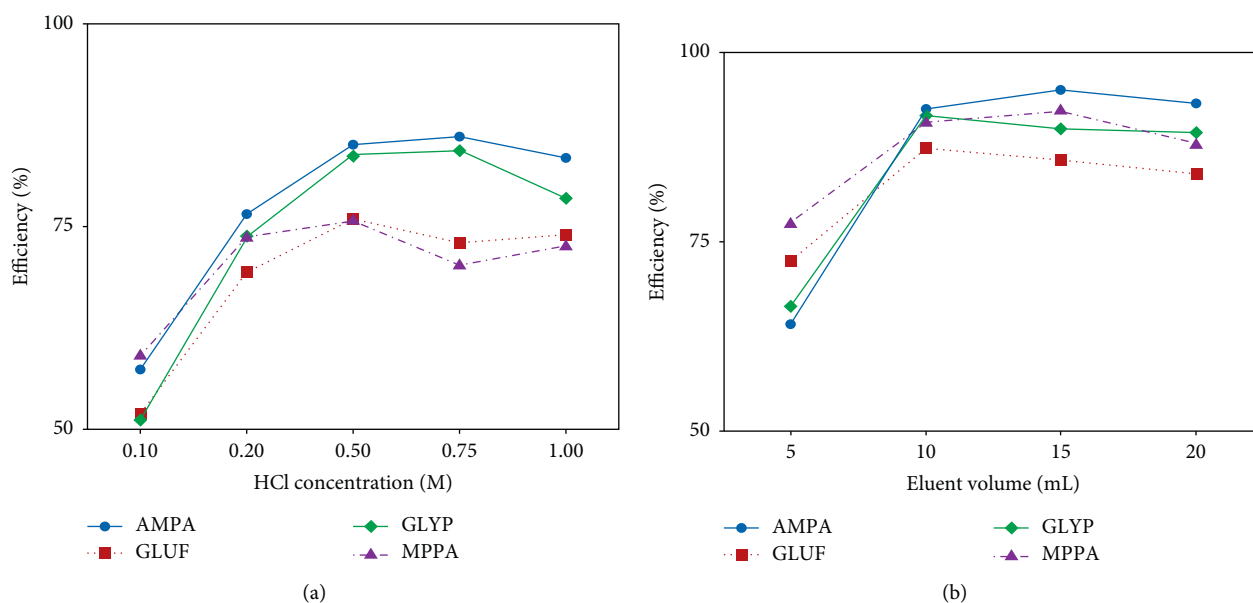 100
75
50
Efficiency (%)
0.10 0.20 0.50 0.75 1.00
HCl concentration (M)
AMPA GLYP
GLUF MPPA
(a)
100
75
50
Efficiency (%)
5 10 15 20
Eluent volume (mL)
AMPA GLYP
GLUF MPPA
(b)